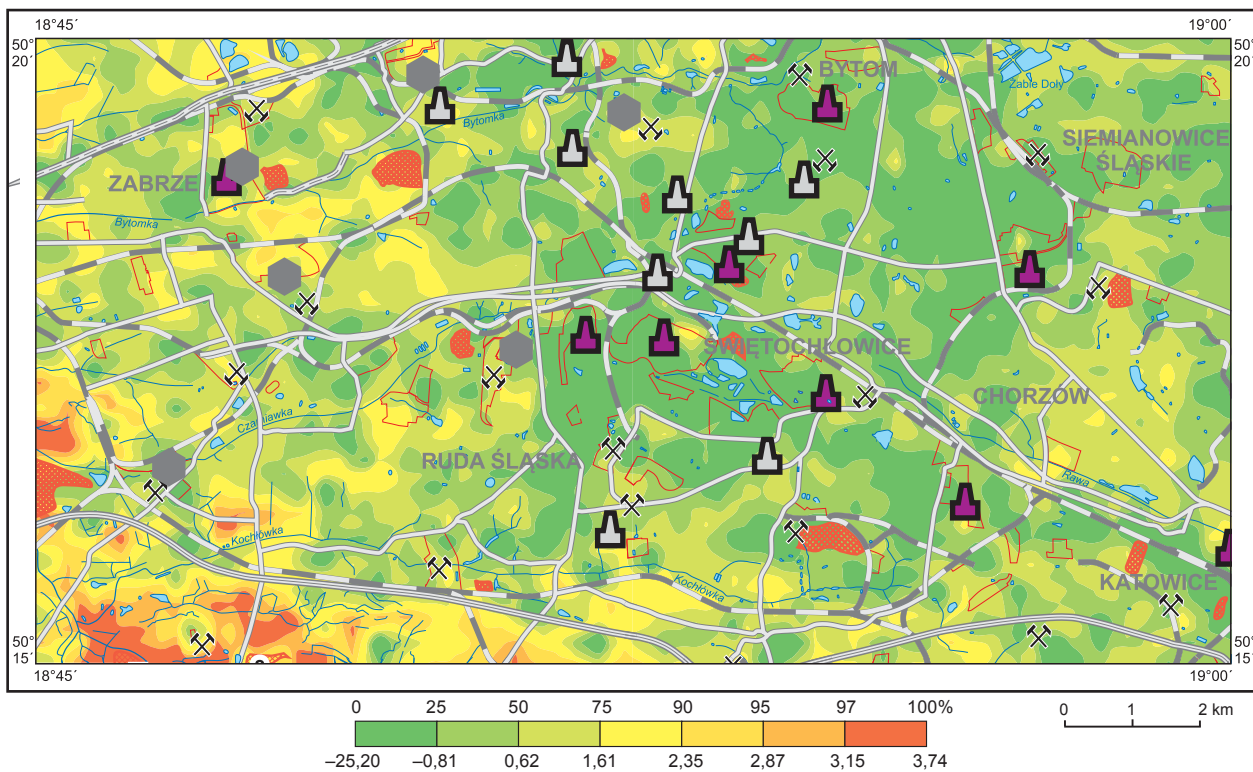 18°45´
19°00´
50°
20´
50°
20´
BYTOM
Żabie Doły
SIEMIANOWICE
ŚLĄSKIE
Bytomka
ZABRZE
Bytomka
ŚWIĘTOCHŁOWICE
CHORZÓW
Czarniawka
RUDA ŚLĄSKA
Rawa
Kochłówka
Kochłówka
KATOWICE
50°
15´
50°
15´
18°45´
19°00´
0 25 50 75 90 95 97 100%
–25,20 –0,81 0,62 1,61 2,35 2,87 3,15 3,74
0 1 2 km